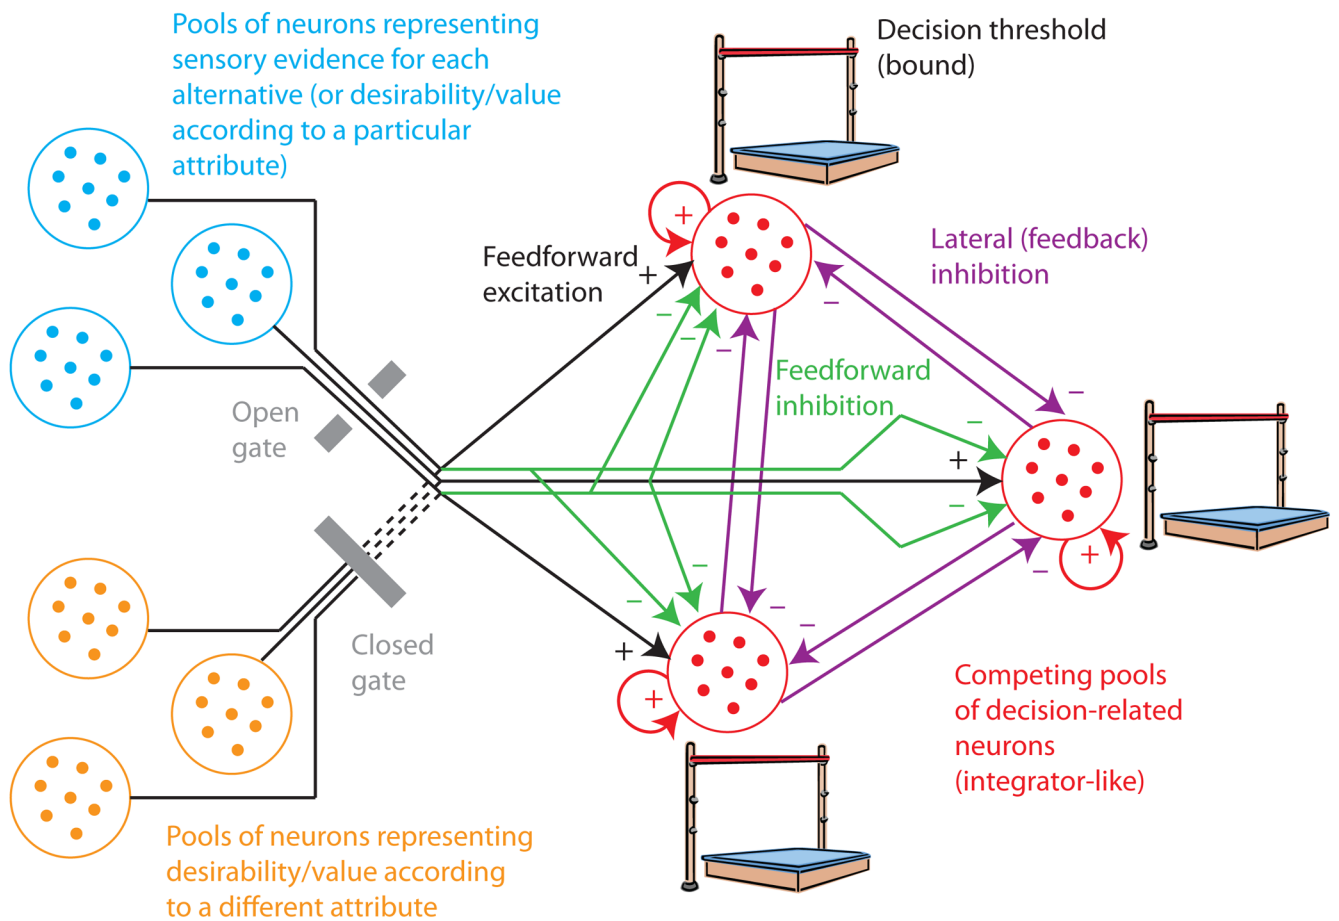 Pools of neurons representing
sensory evidence for each
alternative (or desirability/value
according to a particular
attribute)
Decision threshold
(bound)
+
Feedforward
excitation
+
Lateral (feedback)
inhibition
−
−
−
−
Feedforward
inhibition
−
Open
gate
−
+
−
−
+
−
−
−
−
+
Closed
gate
+
Competing pools
of decision-related
neurons
(integrator-like)
Pools of neurons representing
desirability/value according
to a different attribute